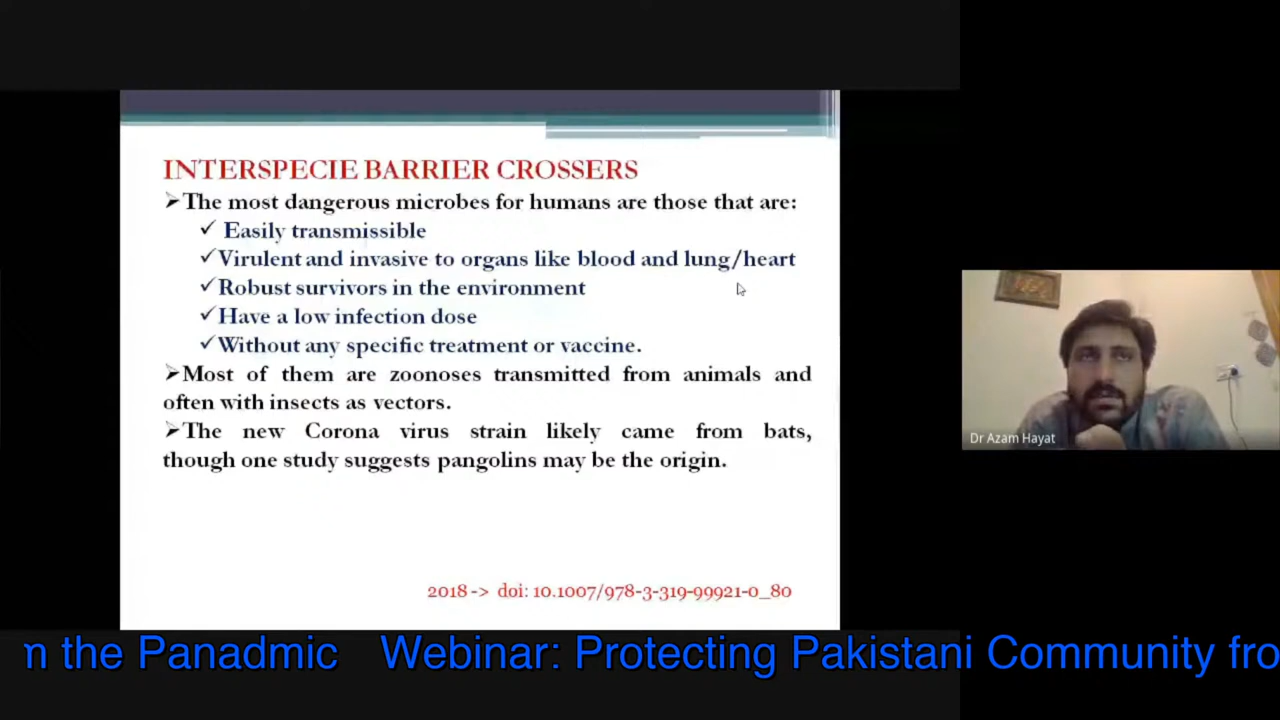 INTERSPECIE BARRIER CROSSERS
➢The most dangerous microbes for humans are those that are:
✓ Easily transmissible
✓Virulent and invasive to organs like blood and lung/heart
✓Robust survivors in the environment
✓Have a low infection dose
✓Without any specific treatment or vaccine.
➢Most of them are zoonoses transmitted from animals and
often with insects as vectors.
➢The new Corona virus strain likely came from bats,
though one study suggests pangolins may be the origin.
2018 -> doi: 10.1007/978-3-319-99921-0_80
Dr Azam Hayat
n the Panadmic Webinar: Protecting Pakistani Community fro